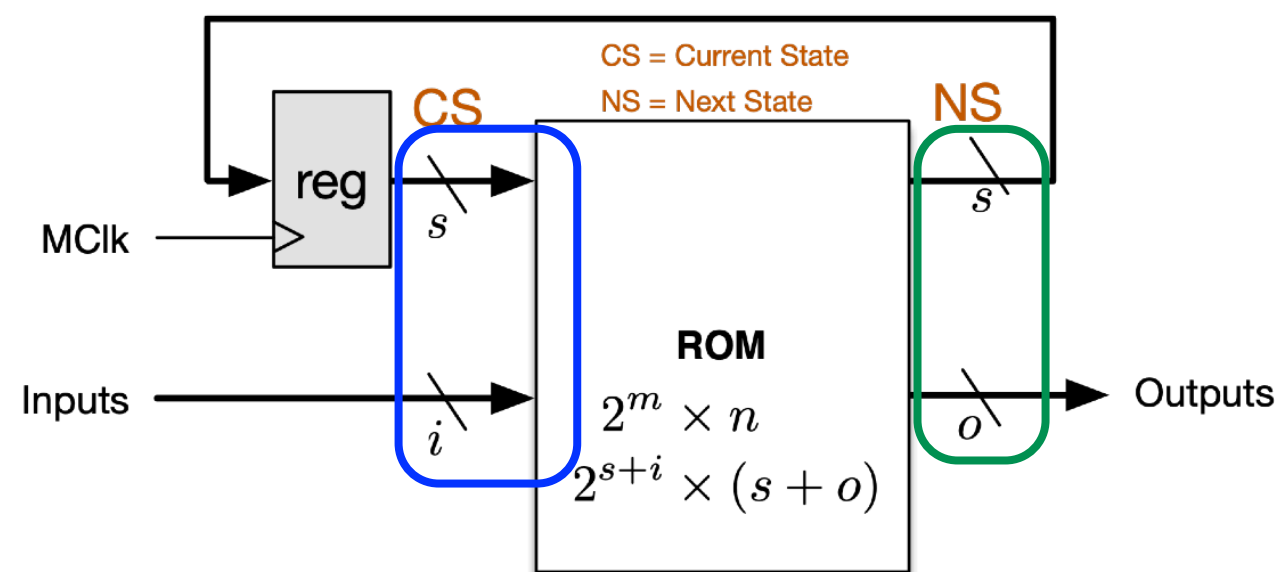 CS = Current State
NS = Next State
CS
NS
reg
s
s
MClk
ROM
Inputs
i
2^m × n
o
Outputs
2^{s+i} × (s + o)